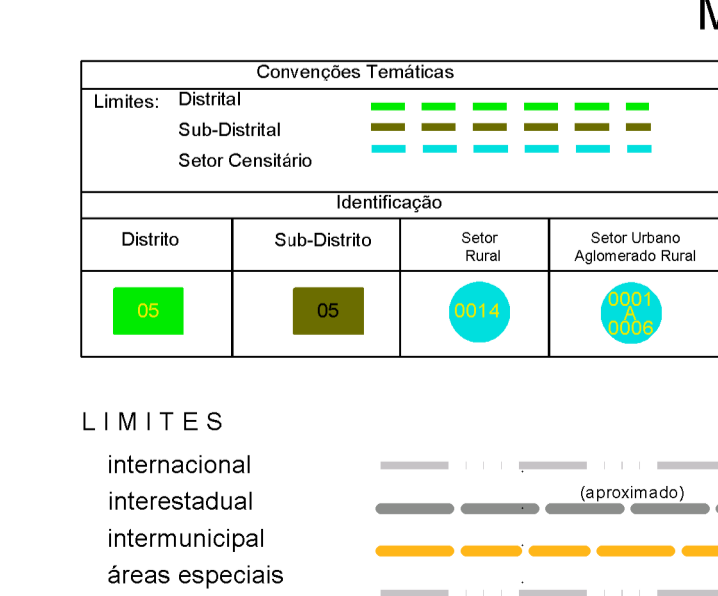 M
Convenções Temáticas
Limites: Distrital
Sub-Distrital
Setor Censitário
Identificação
Distrito Sub-Distrito Setor Rural Setor Urbano Aglomerado Rural
05 05 0014 0001 A 0006
LIMITES
internacional
interestadual (aproximado)
intermunicipal
áreas especiais